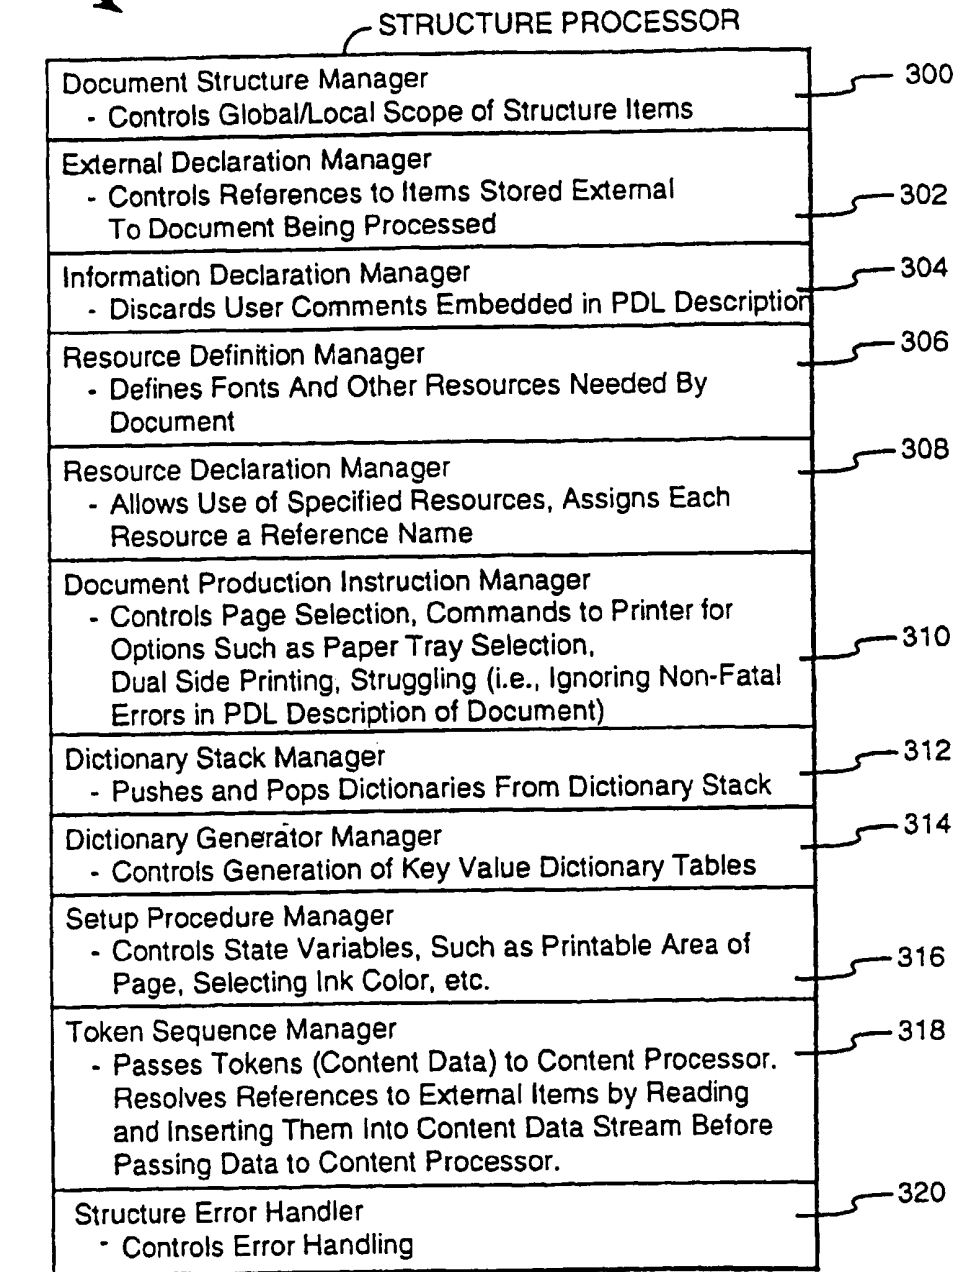 STRUCTURE PROCESSOR
Document Structure Manager
- Controls Global/Local Scope of Structure Items
300
External Declaration Manager
- Controls References to Items Stored External
To Document Being Processed
302
Information Declaration Manager
- Discards User Comments Embedded in PDL Description
304
Resource Definition Manager
- Defines Fonts And Other Resources Needed By
Document
306
Resource Declaration Manager
- Allows Use of Specified Resources, Assigns Each
Resource a Reference Name
308
Document Production Instruction Manager
- Controls Page Selection, Commands to Printer for
Options Such as Paper Tray Selection,
Dual Side Printing, Struggling (i.e., Ignoring Non-Fatal
Errors in PDL Description of Document)
310
Dictionary Stack Manager
- Pushes and Pops Dictionaries From Dictionary Stack
312
Dictionary Generator Manager
- Controls Generation of Key Value Dictionary Tables
314
Setup Procedure Manager
- Controls State Variables, Such as Printable Area of
Page, Selecting Ink Color, etc.
316
Token Sequence Manager
- Passes Tokens (Content Data) to Content Processor.
Resolves References to External Items by Reading
and Inserting Them Into Content Data Stream Before
Passing Data to Content Processor.
318
Structure Error Handler
- Controls Error Handling
320